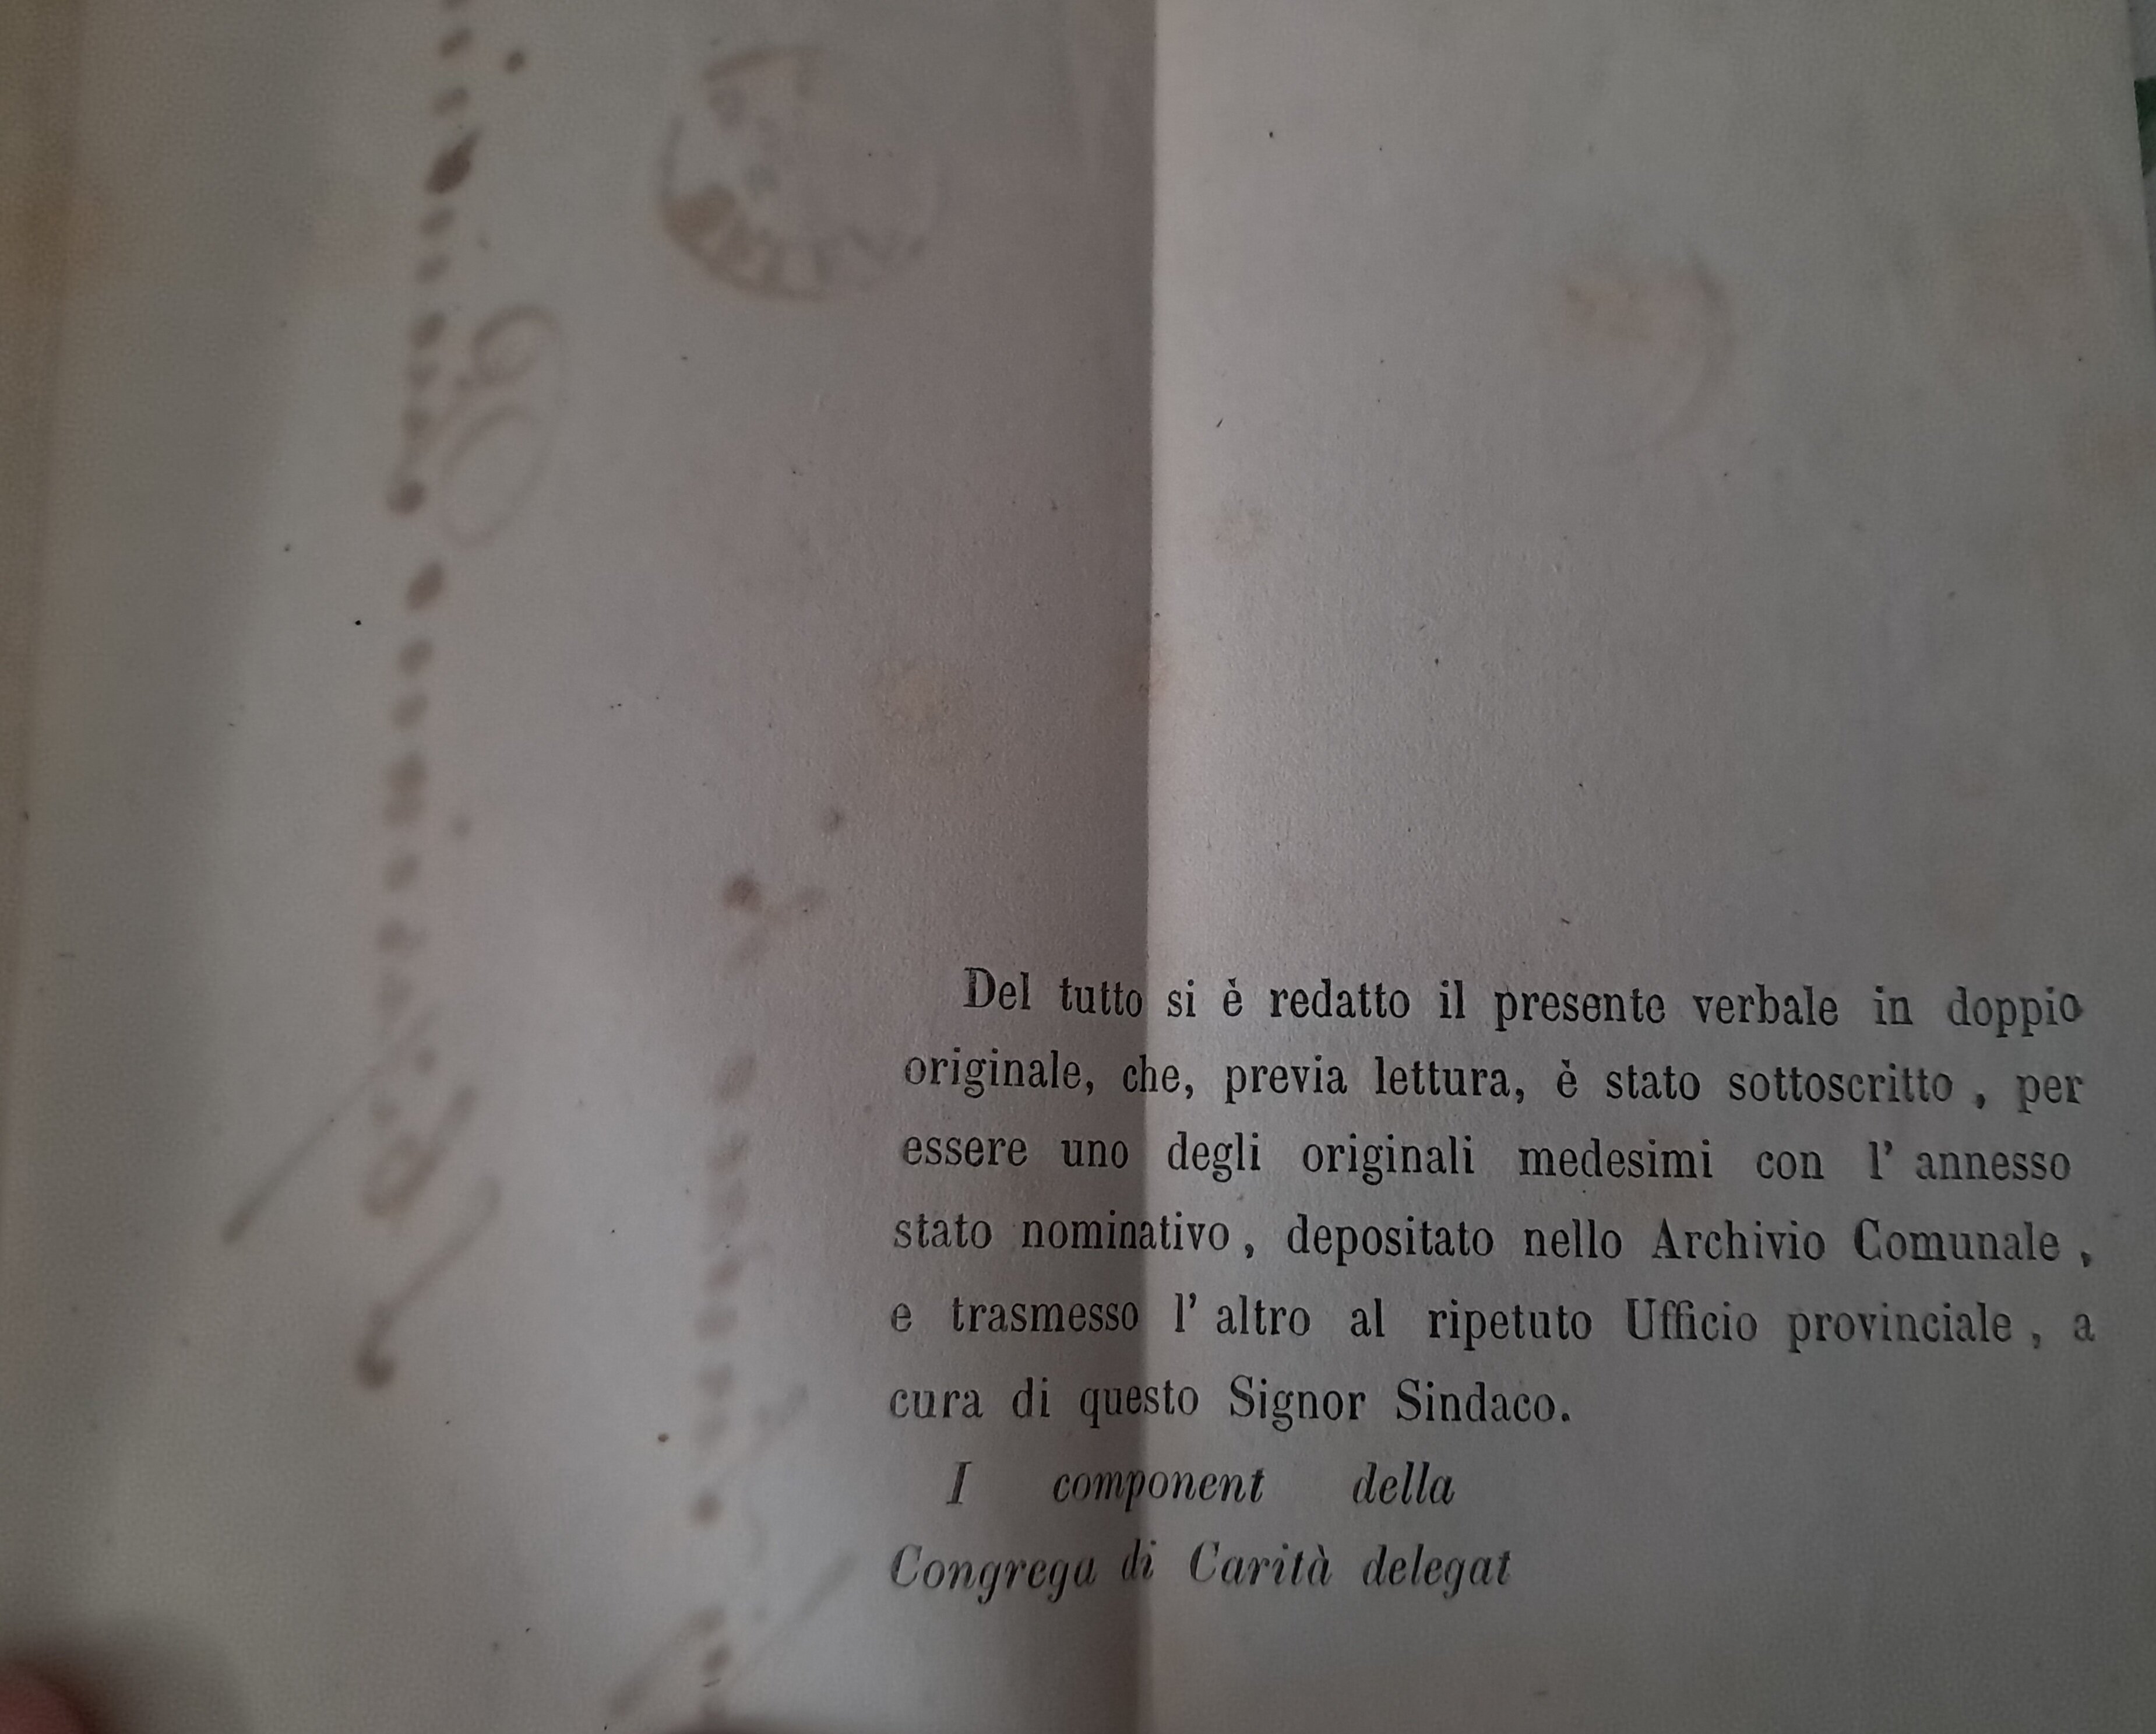 Del tutto si è redatto il presente verbale in doppio
originale, che, previa lettura, è stato sottoscritto, per
essere uno degli originali medesimi con l' annesso
stato nominativo, depositato nello Archivio Comunale,
e trasmesso l' altro al ripetuto Ufficio provinciale, a
cura di questo Signor Sindaco.
I component della
Congrega di Carità delegat